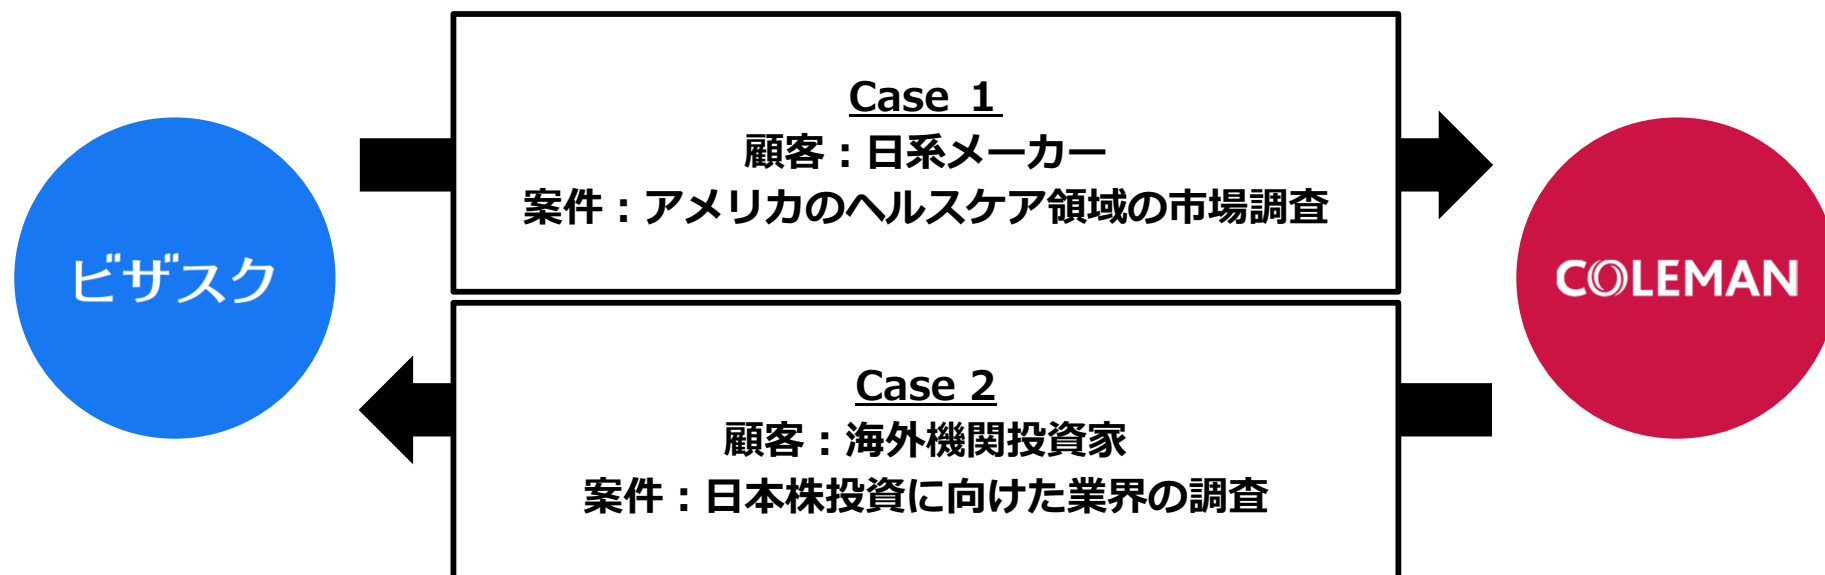 Case １
顧客：日系メーカー
案件：アメリカのヘルスケア領域の市場調査
ビザスク
COLEMAN
Case 2
顧客：海外機関投資家
案件：日本株投資に向けた業界の調査